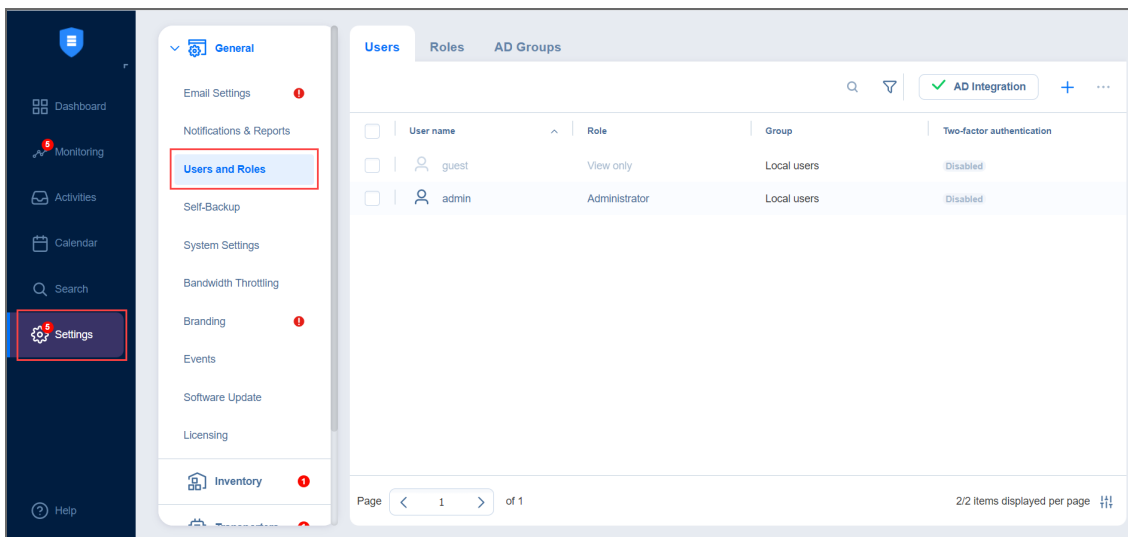 Dashboard
5
Monitoring
Activities
Calendar
Search
5
Settings
Help
General
Email Settings !
Notifications & Reports
Users and Roles
Self-Backup
System Settings
Bandwidth Throttling
Branding !
Events
Software Update
Licensing
Inventory 1
Users Roles AD Groups
AD Integration + ...
User name Role Group Two-factor authentication
guest View only Local users Disabled
admin Administrator Local users Disabled
Page < 1 > of 1 2/2 items displayed per page